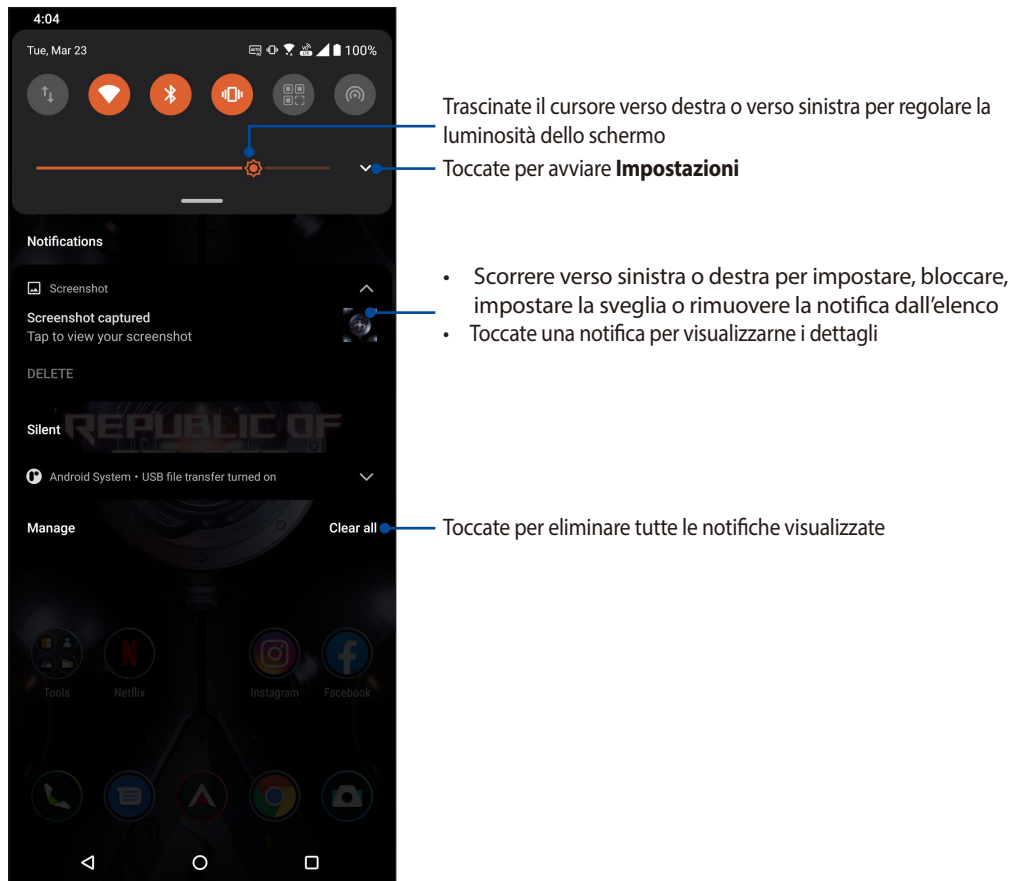 4:04
Tue, Mar 23
100%
Trascinate il cursore verso destra o verso sinistra per regolare la
luminosità dello schermo
Toccate per avviare Impostazioni
Notifications
Screenshot
Screenshot captured
Tap to view your screenshot
DELETE
• Scorrere verso sinistra o destra per impostare, bloccare,
impostare la sveglia o rimuovere la notifica dall'elenco
• Toccate una notifica per visualizzarne i dettagli
Silent
REPUBLIC OF
Android System • USB file transfer turned on
Manage
Clear all
Toccate per eliminare tutte le notifiche visualizzate
Tools
Netflix
Instagram
Facebook